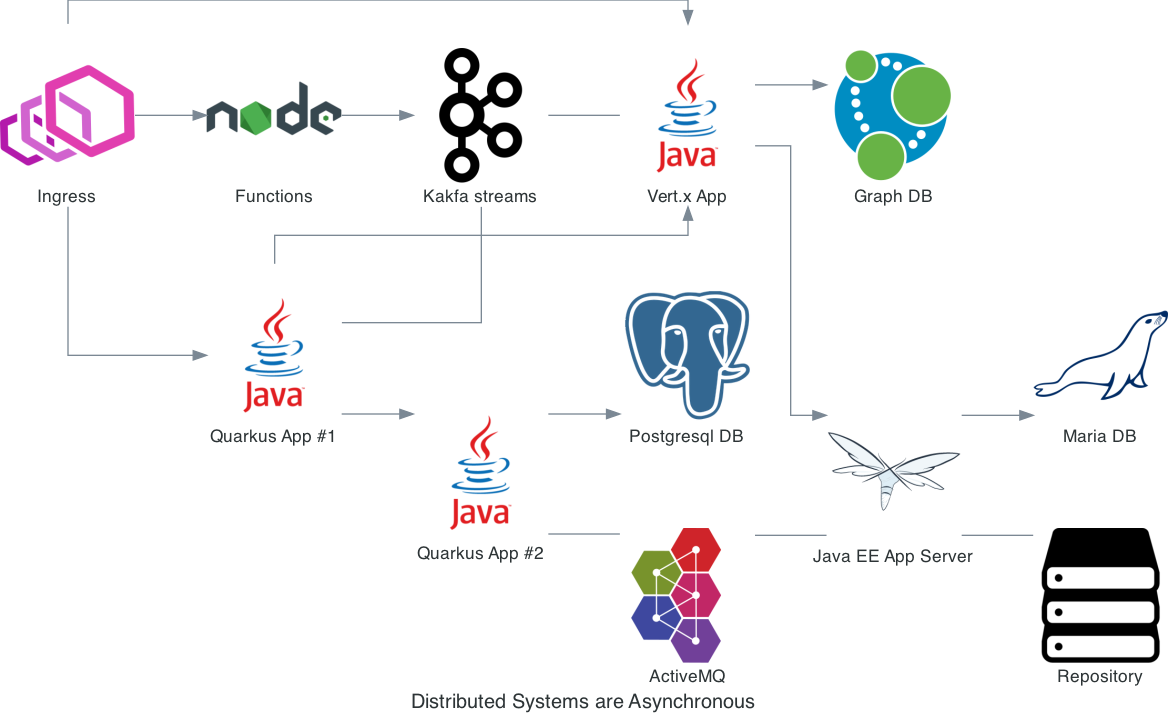 node
Java
Ingress
Functions
Kakfa streams
Vert.x App
Graph DB
Java
Quarkus App #1
Postgresql DB
Maria DB
Java
Quarkus App #2
Java EE App Server
ActiveMQ
Repository
Distributed Systems are Asynchronous